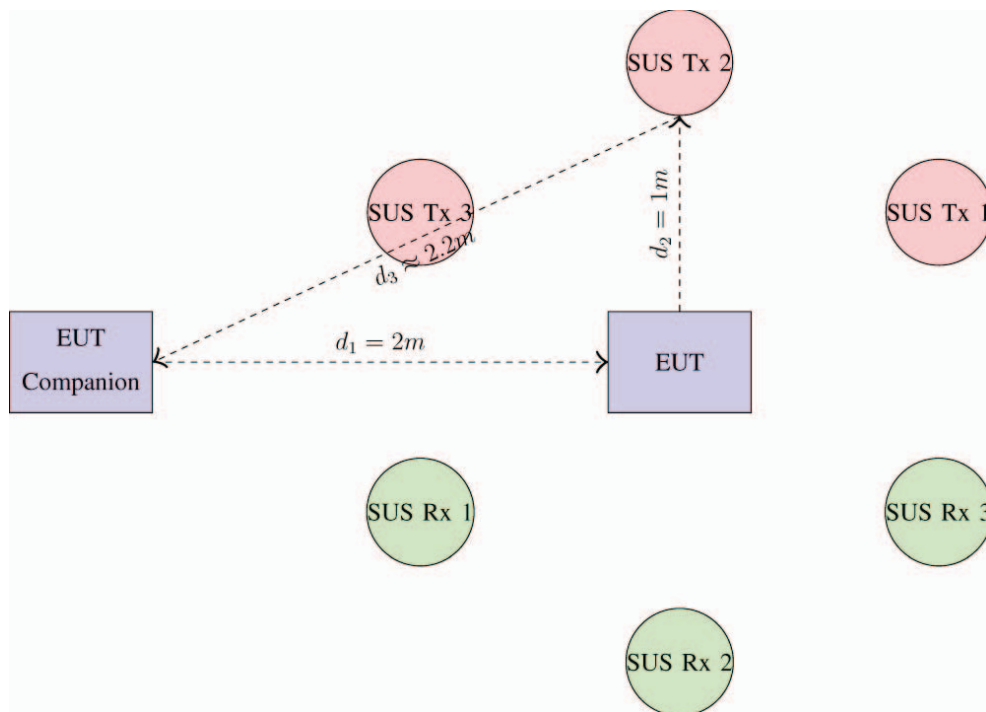 SUS Tx 2
SUS Tx 3
SUS Tx 1
d₂ = 1m
d₃ ≈ 2.2m
EUT
Companion
d₁ = 2m
EUT
SUS Rx 1
SUS Rx 3
SUS Rx 2